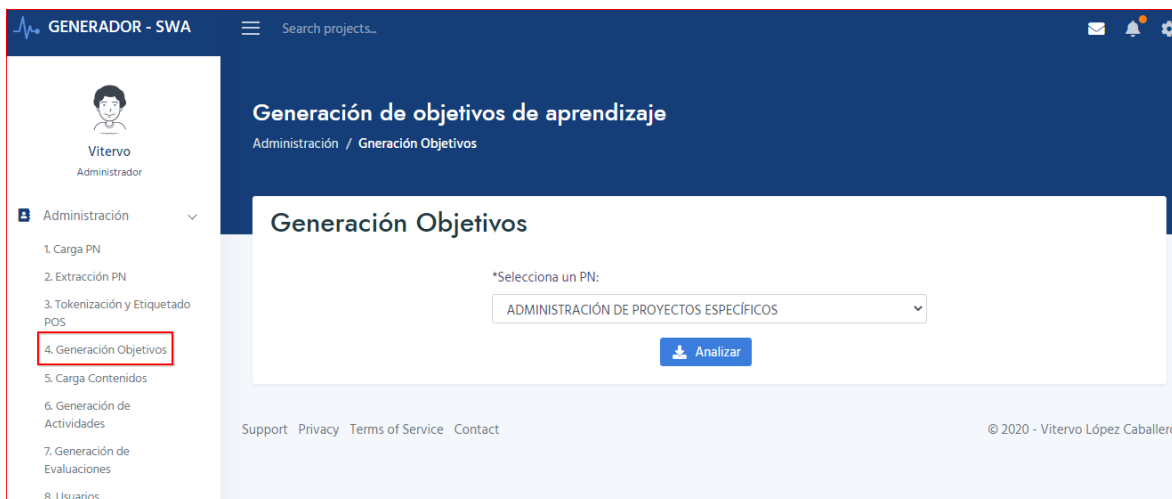 GENERADOR - SWA
Search projects...
Vitervo
Administrador
Administración
1. Carga PN
2. Extracción PN
3. Tokenización y Etiquetado
POS
4. Generación Objetivos
5. Carga Contenidos
6. Generación de
Actividades
7. Generación de
Evaluaciones
8. Usuarios
Generación de objetivos de aprendizaje
Administración / Gneración Objetivos
Generación Objetivos
*Selecciona un PN:
ADMINISTRACIÓN DE PROYECTOS ESPECÍFICOS
Analizar
Support Privacy Terms of Service Contact
© 2020 - Vitervo López Caballero